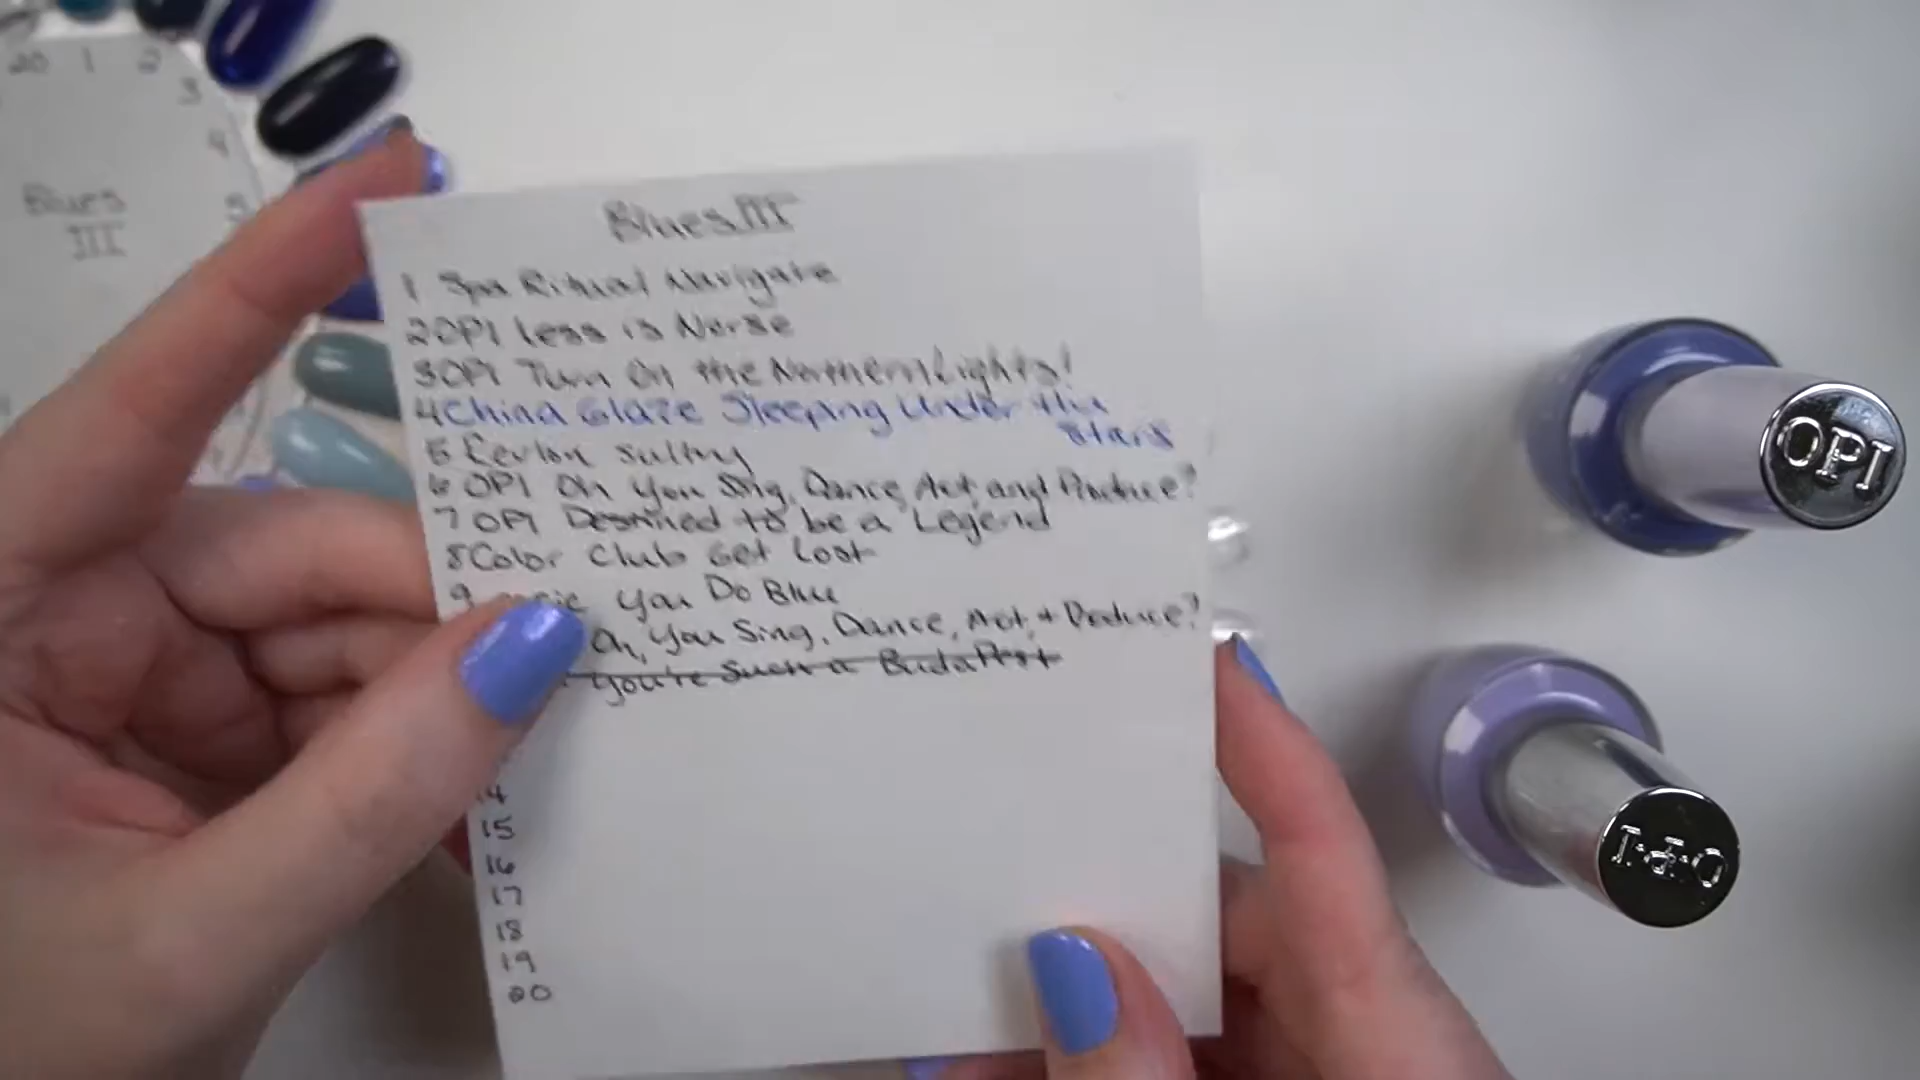 20 1 2
3
4
5
Blues
III
Blues III
1 Spa Ritual Navigate
2 OPI Less is Norse
3 OPI Turn On the Northern Lights!
4 China Glaze Sleeping Under the
Stars
5 Revlon Sultry
6 OPI Oh You Sing, Dance, Act, and Produce?
7 OPI Destined to be a Legend
8 Color Club Get Lost
9 You Do Blue
Oh, You Sing, Dance, Act, + Produce?
You're Such a BudaPest
14
15
16
17
18
19
20
OPI
O·P·I